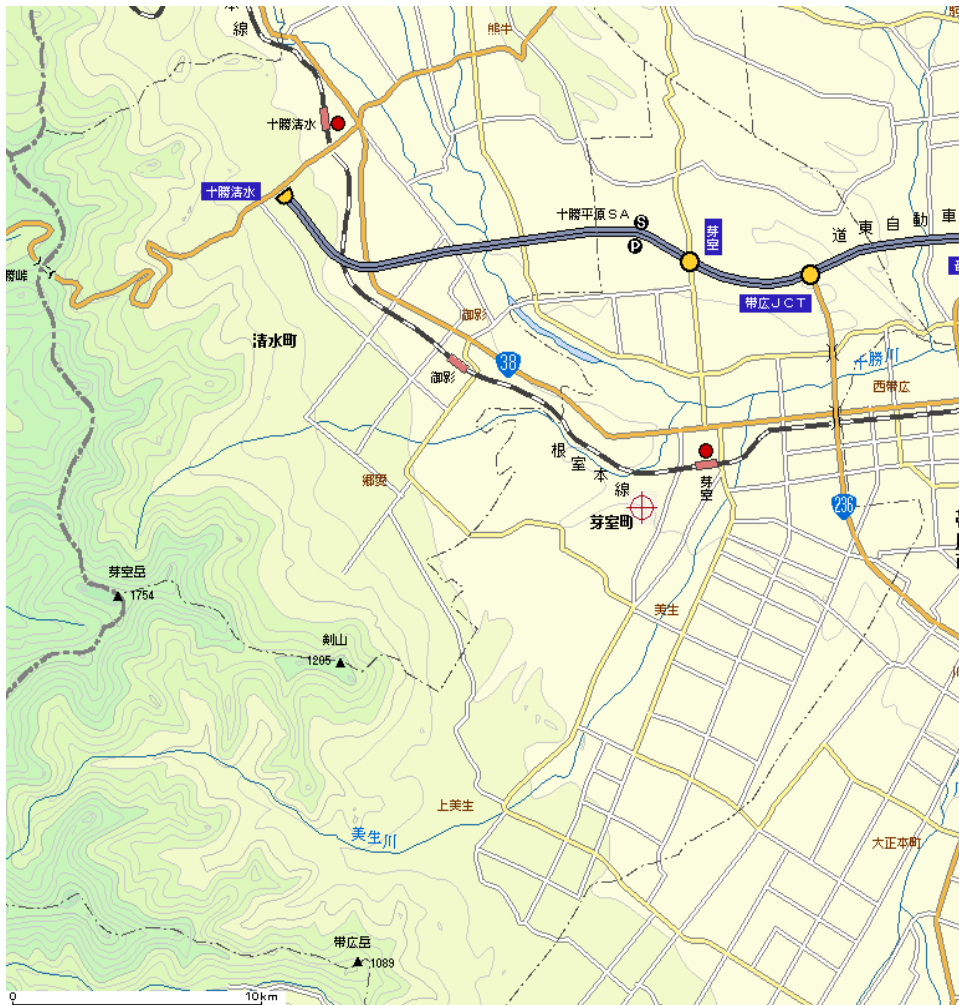 本
線
熊牛
十勝清水
十勝清水
十勝平原SA
S
P
芽室
道東自動車
帯広JCT
勝峠
清水町
御影
御影
38
十勝川
西帯広
根室本線
芽室
236
芽室町
芽室岳
1754
剣山
1205
美生
上美生
美生川
大正本町
帯広岳
1089
0
10km